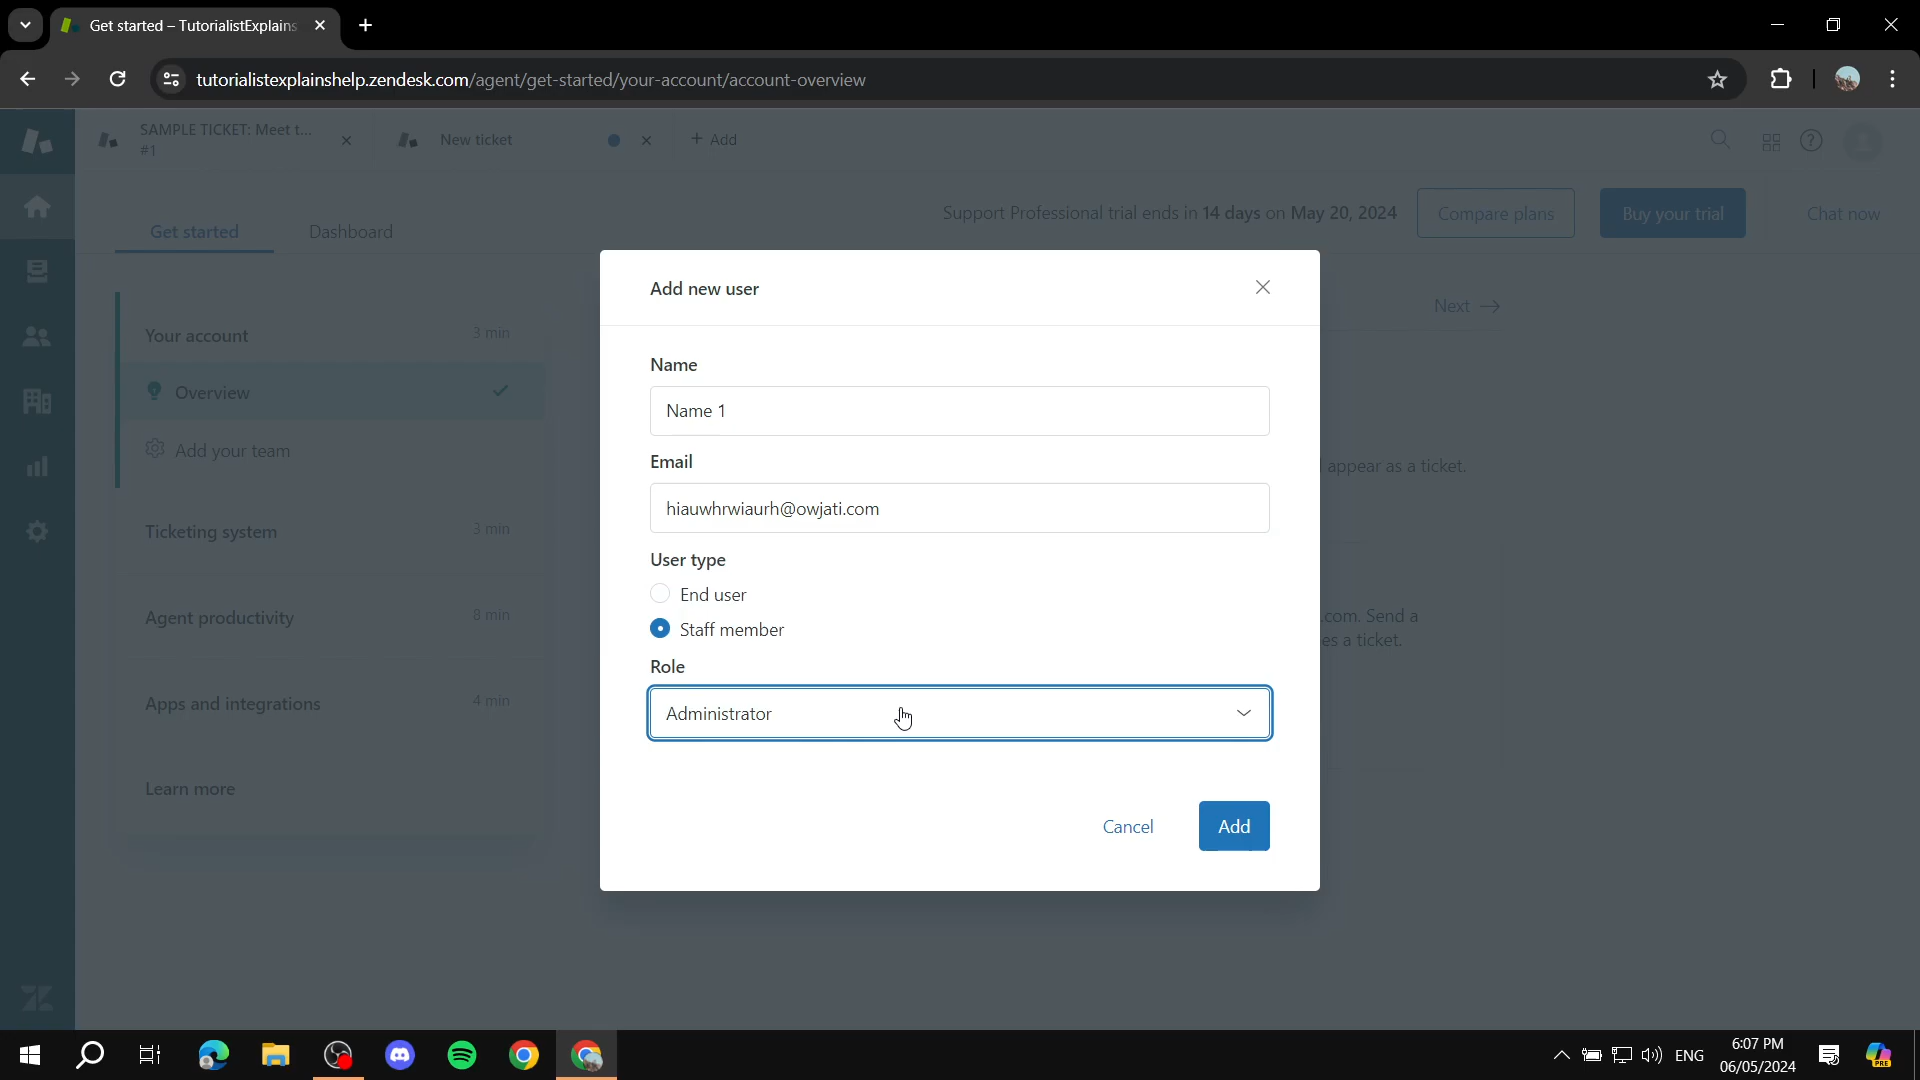 Get started – TutorialistExplains
tutorialistexplainshelp.zendesk.com/agent/get-started/your-account/account-overview
SAMPLE TICKET: Meet t...
#1
New ticket
+ Add
Support Professional trial ends in 14 days on May 20, 2024
Compare plans
Buy your trial
Chat now
Get started
Dashboard
Next
Your account
3 min
Overview
Add your team
Ticketing system
3 min
Agent productivity
8 min
Apps and integrations
4 min
Learn more
Add new user
Name
Name 1
Email
hiauwhrwiaurh@owjati.com
User type
End user
Staff member
Role
Administrator
Cancel
Add
appear as a ticket.
.com. Send a
es a ticket.
ENG
6:07 PM
06/05/2024
PRE